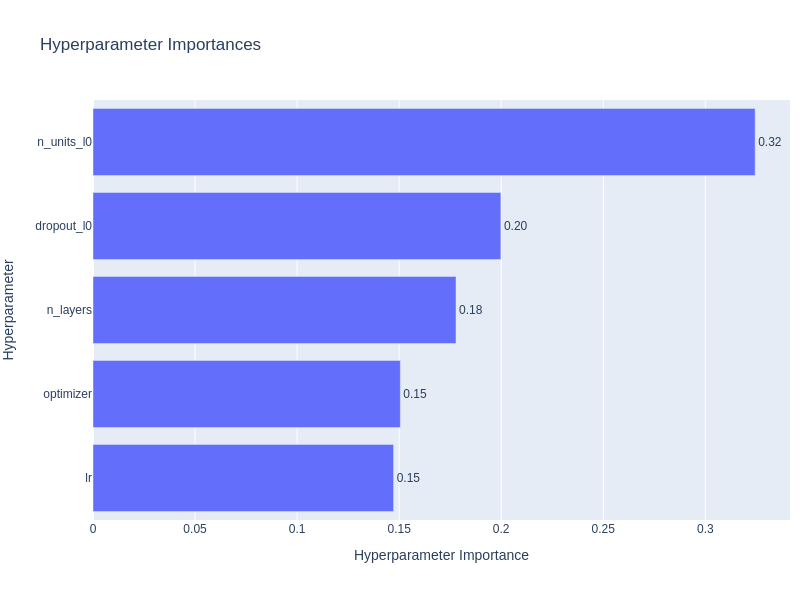 Hyperparameter Importances
Hyperparameter
n_units_l0
0.32
dropout_l0
0.20
n_layers
0.18
optimizer
0.15
lr
0.15
0 0.05 0.1 0.15 0.2 0.25 0.3
Hyperparameter Importance